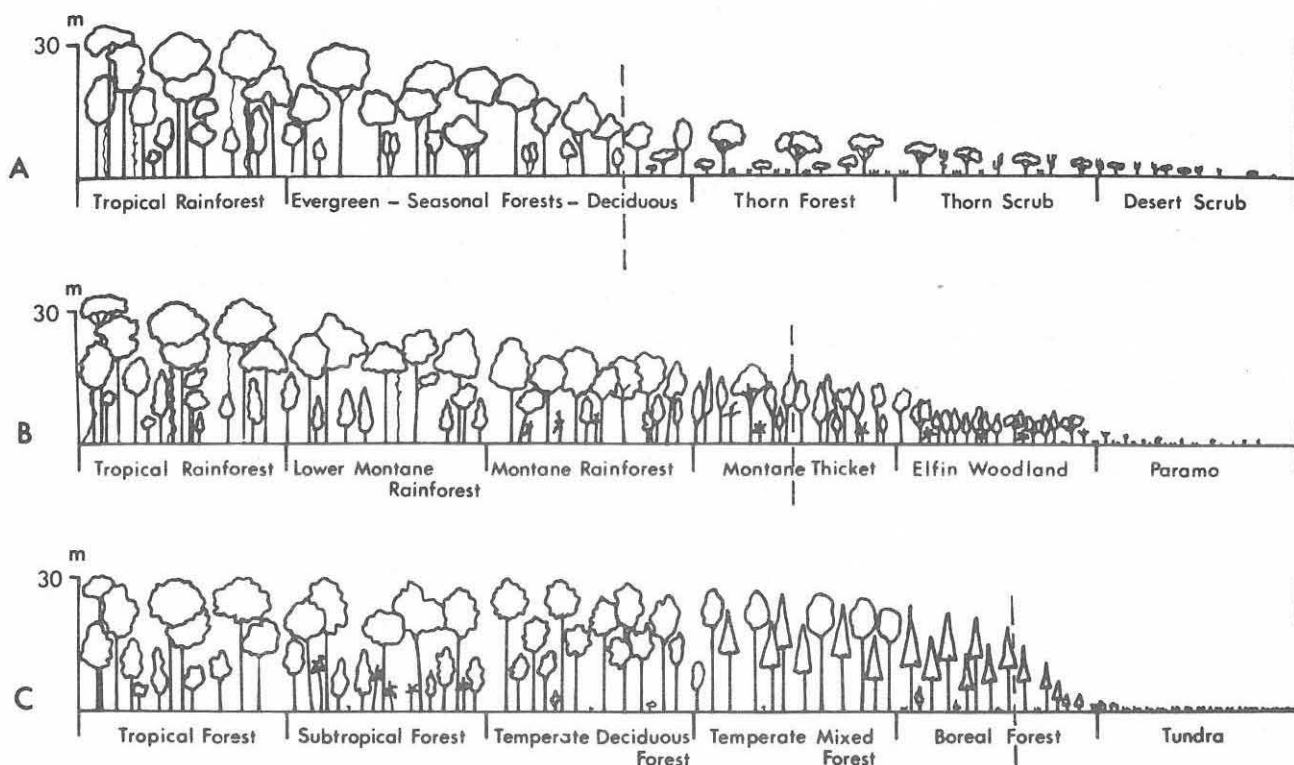 m
30
A
Tropical Rainforest Evergreen – Seasonal Forests – Deciduous Thorn Forest Thorn Scrub Desert Scrub
m
30
B
Tropical Rainforest Lower Montane Montane Rainforest Montane Thicket Elfin Woodland Paramo
Rainforest
m
30
C
Tropical Forest Subtropical Forest Temperate Deciduous Temperate Mixed Boreal Forest Tundra
Forest Forest